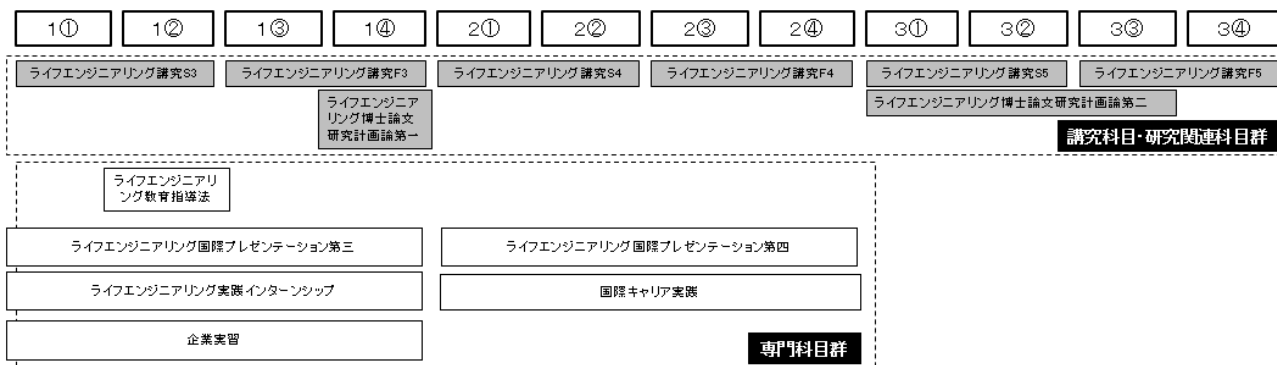 1① 1② 1③ 1④ 2① 2② 2③ 2④ 3① 3② 3③ 3④
ライフエンジニアリング講究S3 ライフエンジニアリング講究F3 ライフエンジニアリング講究S4 ライフエンジニアリング講究F4 ライフエンジニアリング講究S5 ライフエンジニアリング講究F5
ライフエンジニア
リング博士論文
研究計画論第一
ライフエンジニアリング博士論文研究計画論第二
講究科目・研究関連科目群
ライフエンジニアリ
ング教育指導法
ライフエンジニアリング国際プレゼンテーション第三 ライフエンジニアリング国際プレゼンテーション第四
ライフエンジニアリング実践インターンシップ 国際キャリア実践
企業実習
専門科目群